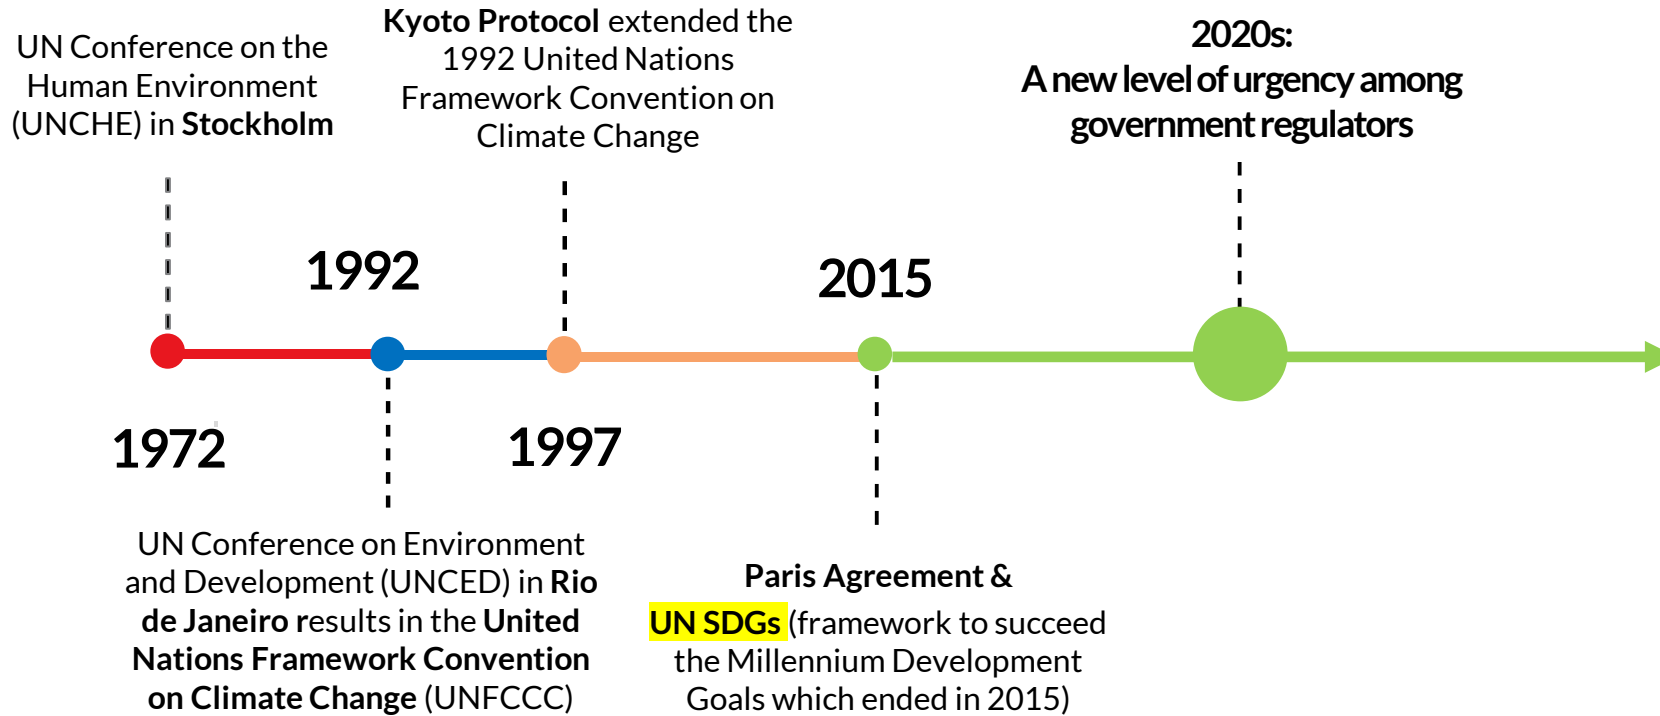 UN Conference on the
Human Environment
(UNCHE) in Stockholm
Kyoto Protocol extended the
1992 United Nations
Framework Convention on
Climate Change
2020s:
A new level of urgency among
government regulators
1992
2015
1972
1997
UN Conference on Environment
and Development (UNCED) in Rio
de Janeiro results in the United
Nations Framework Convention
on Climate Change (UNFCCC)
Paris Agreement &
UN SDGs (framework to succeed
the Millennium Development
Goals which ended in 2015)